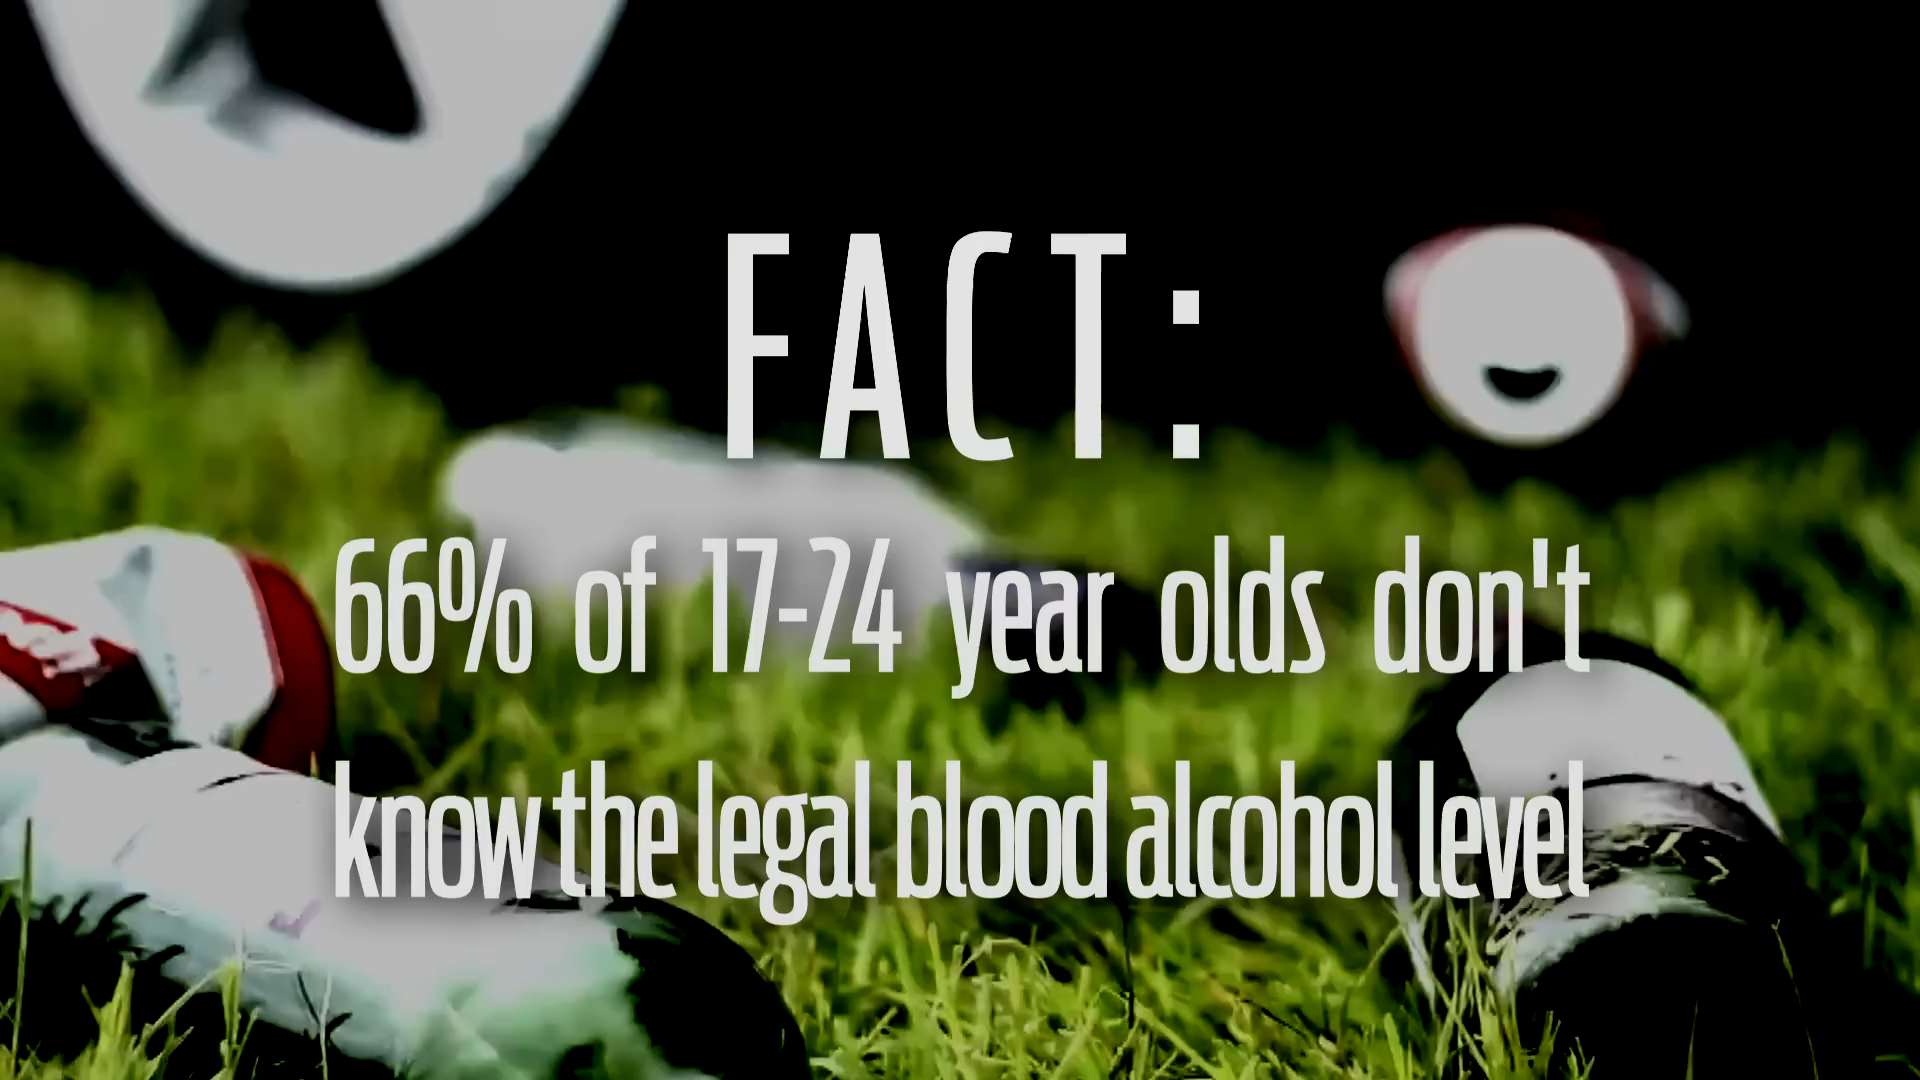 FACT:
66% of 17-24 year olds don't
know the legal blood alcohol level